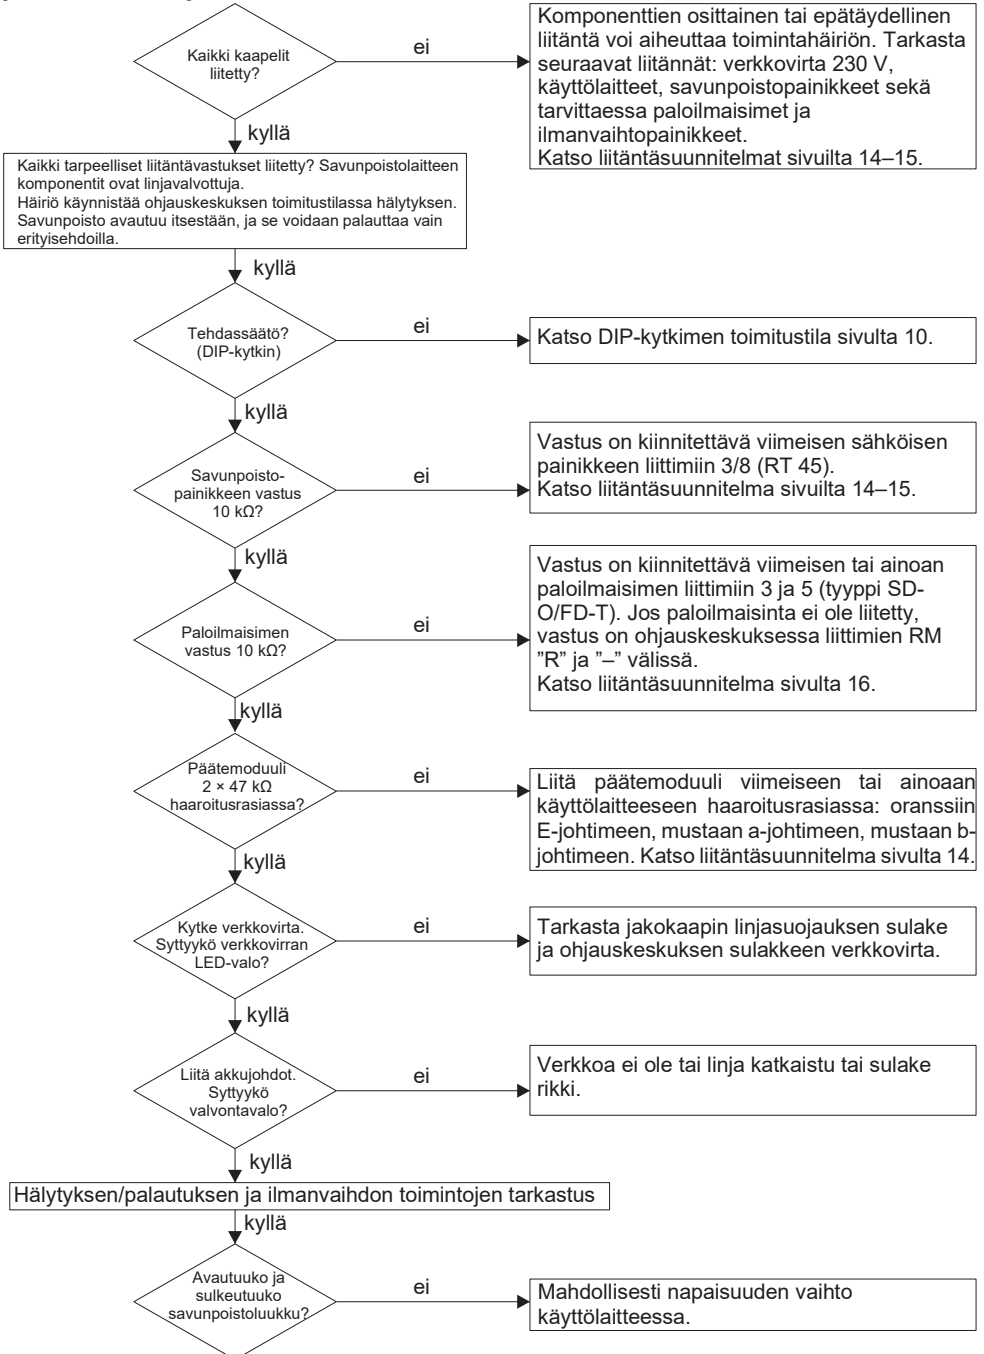 Kaikki kaapelit
liitetty?
ei
Komponenttien osittainen tai epätäydellinen
liitäntä voi aiheuttaa toimintahäiriön. Tarkasta
seuraavat liitännät: verkkovirta 230 V,
käyttölaitteet, savunpoistopainikkeet sekä
tarvittaessa paloilmaisimet ja
ilmanvaihtopainikkeet.
Katso liitäntäsuunnitelmat sivuilta 14–15.
kyllä
Kaikki tarpeelliset liitäntävastukset liitetty? Savunpoistolaitteen
komponentit ovat linjavalvottuja.
Häiriö käynnistää ohjauskeskuksen toimitustilassa hälytyksen.
Savunpoisto avautuu itsestään, ja se voidaan palauttaa vain
erityisehdoilla.
kyllä
Tehdassäätö?
(DIP-kytkin)
ei
Katso DIP-kytkimen toimitustila sivulta 10.
kyllä
Savunpoisto-
painikkeen vastus
10 kΩ?
ei
Vastus on kiinnitettävä viimeisen sähköisen
painikkeen liittimiin 3/8 (RT 45).
Katso liitäntäsuunnitelma sivuilta 14–15.
kyllä
Paloilmaisimen
vastus 10 kΩ?
ei
Vastus on kiinnitettävä viimeisen tai ainoan
paloilmaisimen liittimiin 3 ja 5 (tyyppi SD-
O/FD-T). Jos paloilmaisinta ei ole liitetty,
vastus on ohjauskeskuksessa liittimien RM
”R” ja ”–” välissä.
Katso liitäntäsuunnitelma sivulta 16.
kyllä
Päätemoduuli
2 × 47 kΩ
haaroitusrasiassa?
ei
Liitä päätemoduuli viimeiseen tai ainoaan
käyttölaitteeseen haaroitusrasiassa: oranssiin
E-johtimeen, mustaan a-johtimeen, mustaan b-
johtimeen. Katso liitäntäsuunnitelma sivulta 14.
kyllä
Kytke verkkovirta.
Syttyykö verkkovirran
LED-valo?
ei
Tarkasta jakokaapin linjasuojauksen sulake
ja ohjauskeskuksen sulakkeen verkkovirta.
kyllä
Liitä akkujohdot.
Syttyykö
valvontavalo?
ei
Verkkoa ei ole tai linja katkaistu tai sulake
rikki.
kyllä
Hälytyksen/palautuksen ja ilmanvaihdon toimintojen tarkastus
kyllä
Avautuuko ja
sulkeutuuko
savunpoistoluukku?
ei
Mahdollisesti napaisuuden vaihto
käyttölaitteessa.